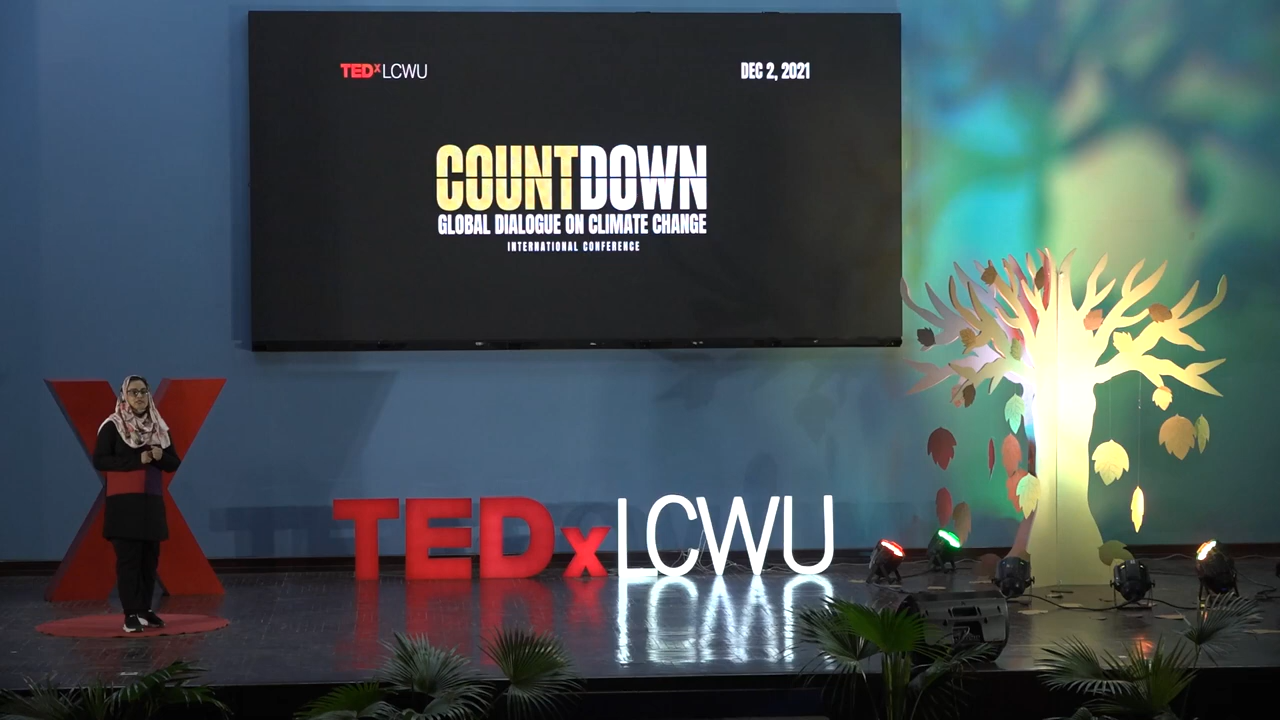 TEDxLCWU
DEC 2, 2021
COUNTDOWN
GLOBAL DIALOGUE ON CLIMATE CHANGE
INTERNATIONAL CONFERENCE
X
TEDxLCWU